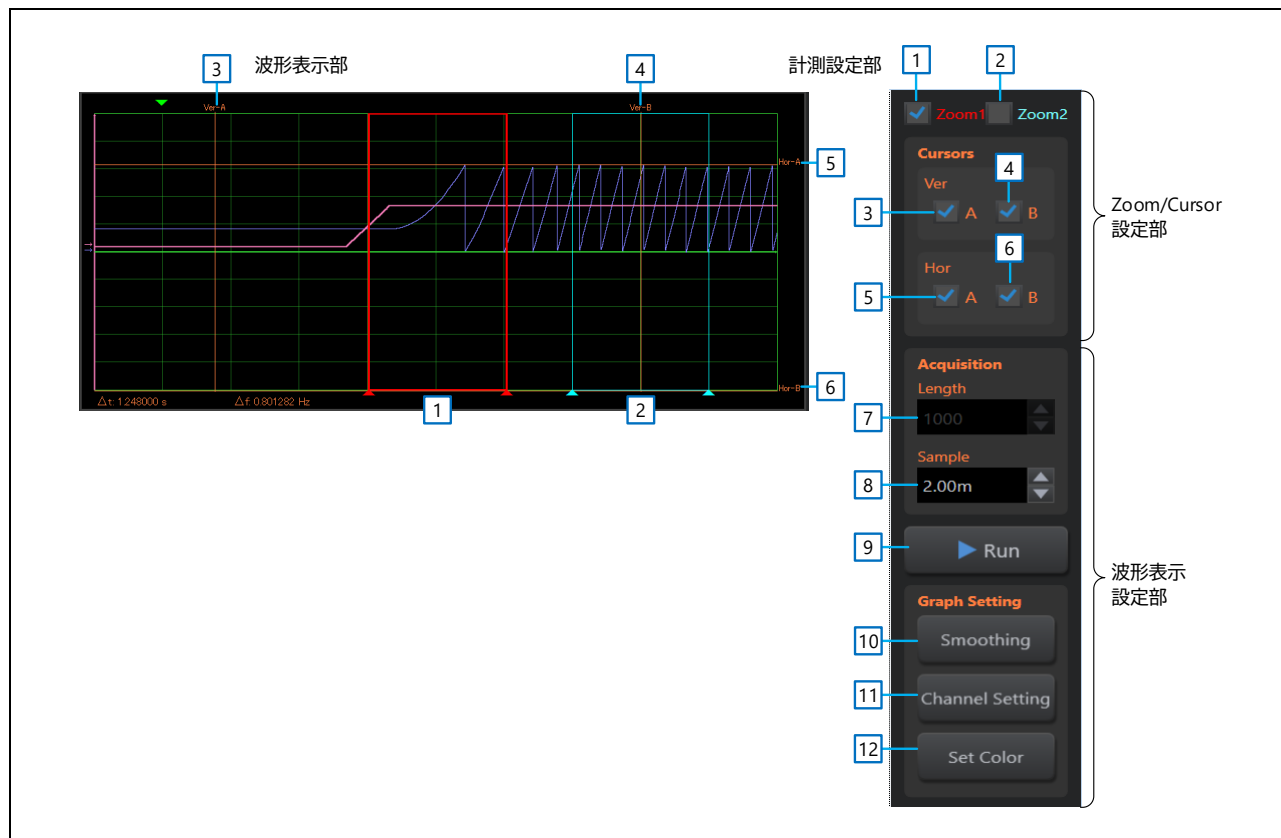 3 波形表示部 4 計測設定部 1 2
Ver-A Ver-B
Hor-A 5
Hor-B 6
△t: 1.248000 s △f: 0.801282 Hz
1 2
Zoom1 Zoom2
Cursors
Ver 4
3 A B
6
Hor
5 A B
Zoom/Cursor
設定部
Acquisition
Length
7 1000
Sample
8 2.00m
9 Run
波形表示
設定部
Graph Setting
10 Smoothing
11 Channel Setting
12 Set Color